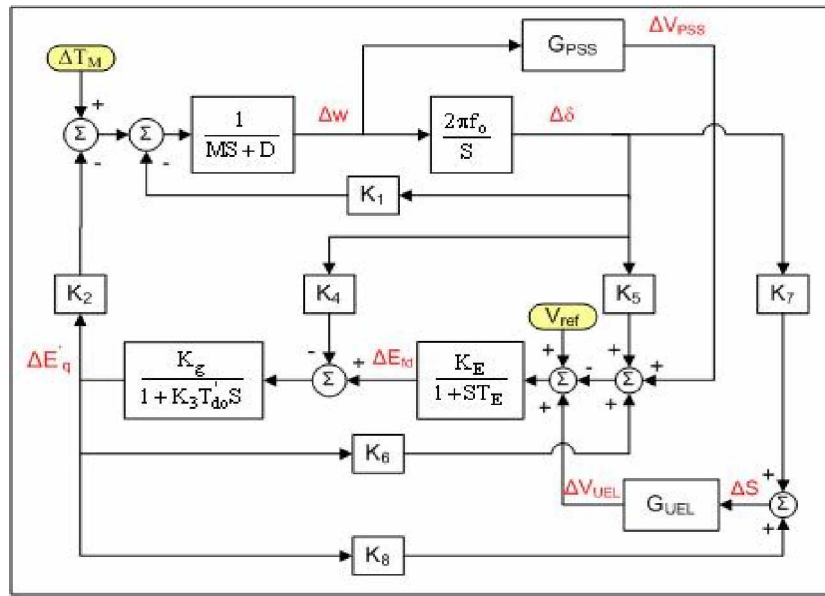 ΔV_PSS
G_PSS
ΔT_M
+
Σ
-
Σ
-
1
MS + D
Δw
2πf_o
S
Δδ
K_1
K_2
K_4
K_5
K_7
V_ref
ΔE'_q
K_g
1 + K_3T'_do S
-
Σ
+
ΔE_fd
K_E
1 + ST_E
+
Σ
-
+
+
Σ
+
+
K_6
ΔV_UEL
G_UEL
ΔS
+
Σ
+
K_8